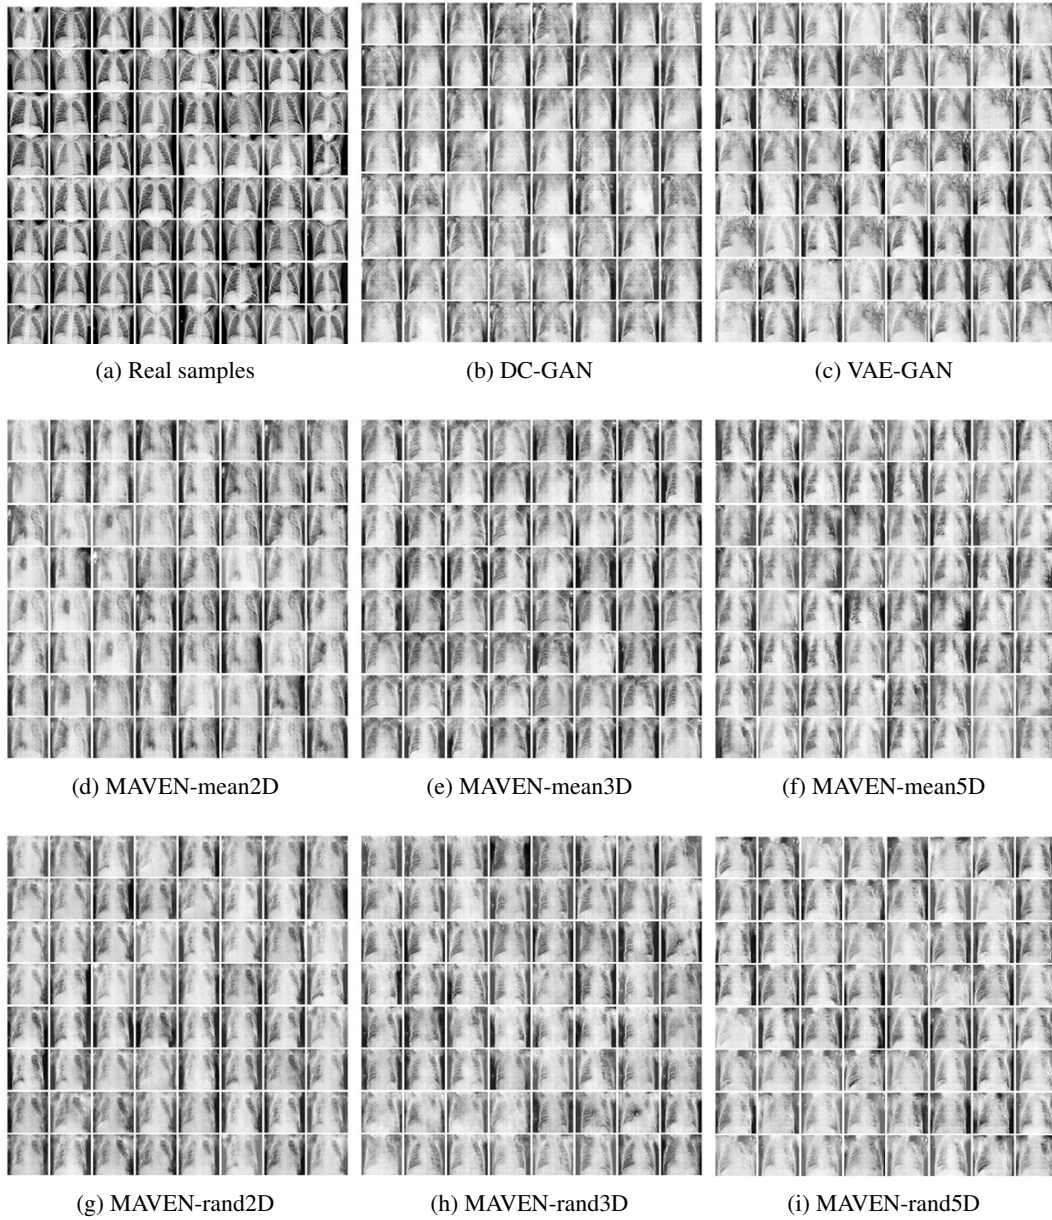 (a) Real samples
(b) DC-GAN
(c) VAE-GAN
(d) MAVEN-mean2D
(e) MAVEN-mean3D
(f) MAVEN-mean5D
(g) MAVEN-rand2D
(h) MAVEN-rand3D
(i) MAVEN-rand5D